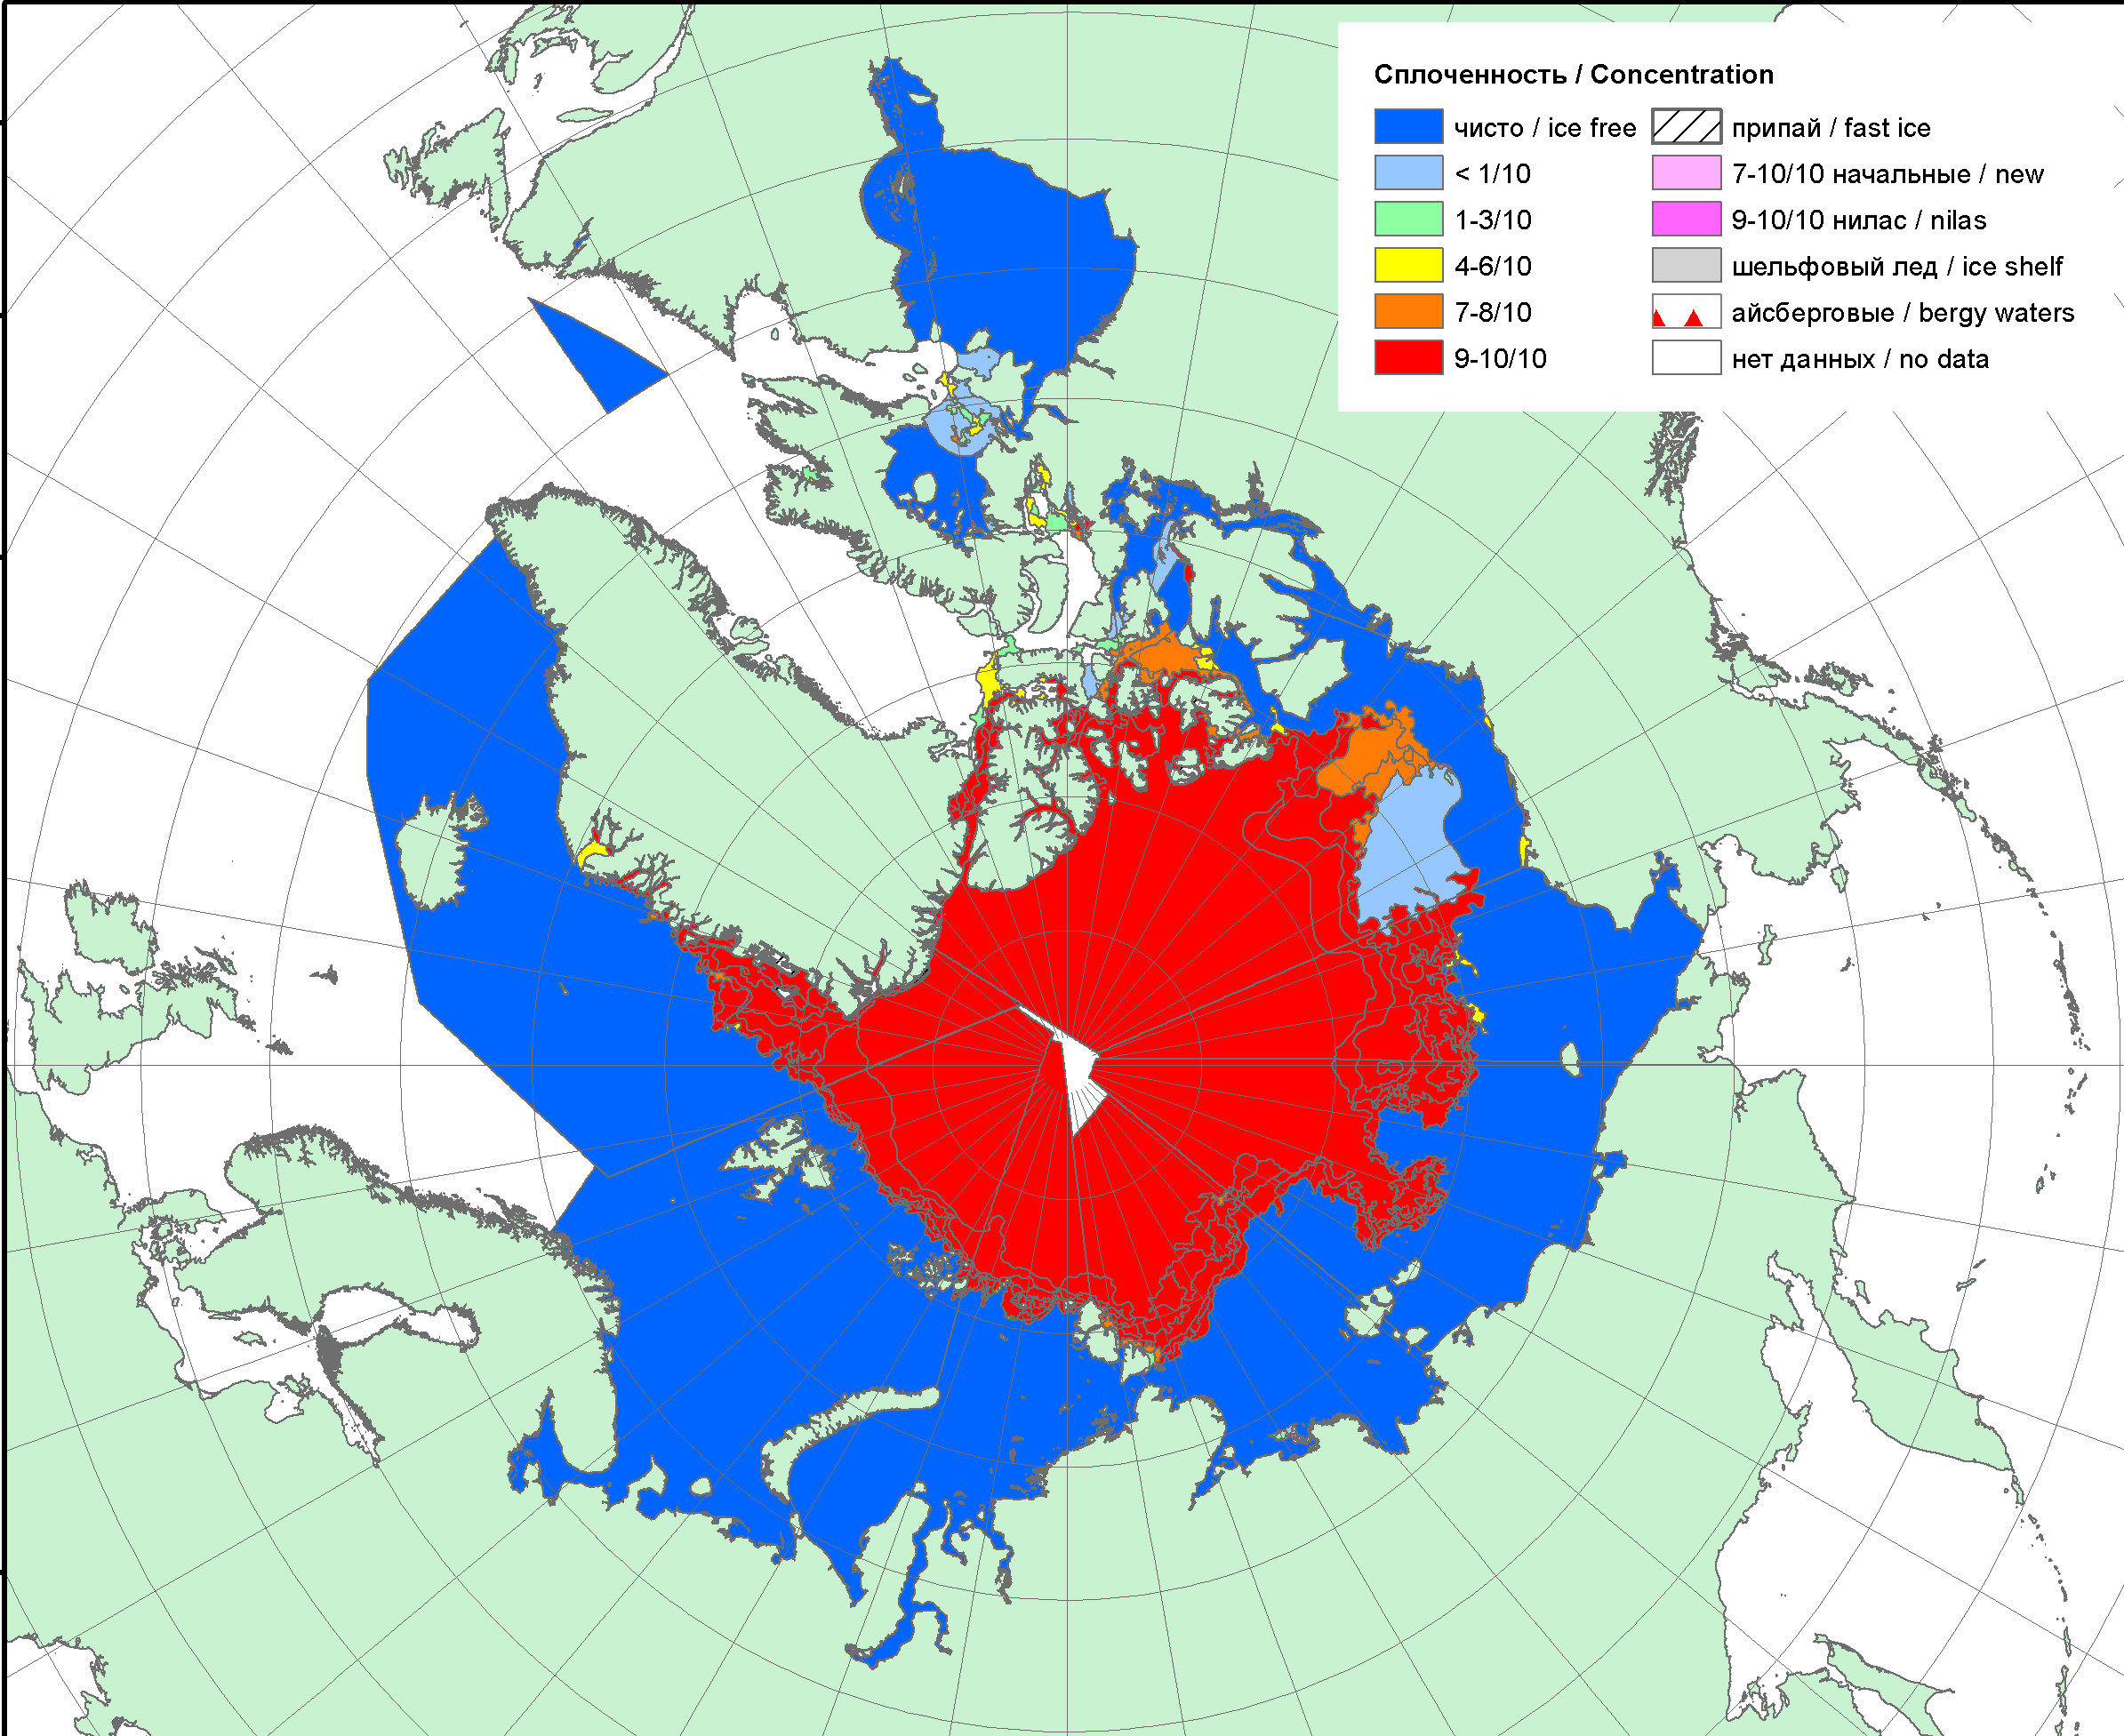 Сплоченность / Concentration
чисто / ice free
< 1/10
1-3/10
4-6/10
7-8/10
9-10/10
припай / fast ice
7-10/10 начальные / new
9-10/10 нилас / nilas
шельфовый лед / ice shelf
айсберговые / bergy waters
нет данных / no data